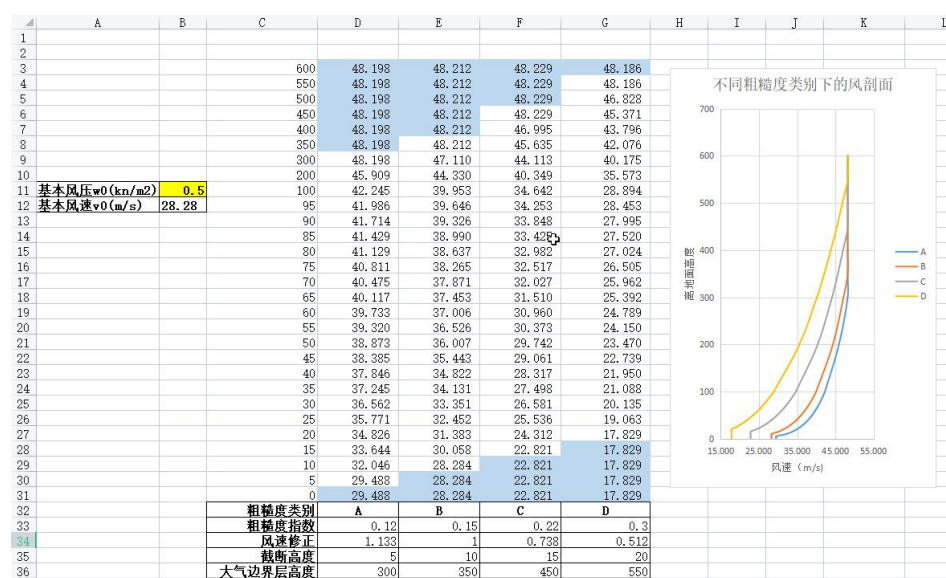 A B C D E F G H I J K L
1
2
3 600 48.198 48.212 48.229 48.186
4 550 48.198 48.212 48.229 48.186
5 500 48.198 48.212 48.229 46.828
6 450 48.198 48.212 48.229 45.371
7 400 48.198 48.212 46.995 43.796
8 350 48.198 48.212 45.635 42.076
9 300 48.198 47.110 44.113 40.175
10 200 45.909 44.330 40.349 35.573
11 基本风压w0(kn/m2) 0.5 100 42.245 39.953 34.642 28.894
12 基本风速v0(m/s) 28.28 95 41.986 39.646 34.253 28.453
13 90 41.714 39.326 33.848 27.995
14 85 41.429 38.990 33.428 27.520
15 80 41.129 38.637 32.982 27.024
16 75 40.811 38.265 32.517 26.505
17 70 40.475 37.871 32.027 25.962
18 65 40.117 37.453 31.510 25.392
19 60 39.733 37.006 30.960 24.789
20 55 39.320 36.526 30.373 24.150
21 50 38.873 36.007 29.742 23.470
22 45 38.385 35.443 29.061 22.739
23 40 37.846 34.822 28.317 21.950
24 35 37.245 34.131 27.498 21.088
25 30 36.562 33.351 26.581 20.135
26 25 35.771 32.452 25.536 19.063
27 20 34.826 31.383 24.312 17.829
28 15 33.644 30.058 22.821 17.829
29 10 32.046 28.284 22.821 17.829
30 5 29.488 28.284 22.821 17.829
31 0 29.488 28.284 22.821 17.829
32 粗糙度类别 A B C D
33 粗糙度指数 0.12 0.15 0.22 0.3
34 风速修正 1.133 1 0.738 0.512
35 截断高度 5 10 15 20
36 大气边界层高度 300 350 450 550
不同粗糙度类别下的风剖面
700
600
500
400
300
200
100
0
离地面高度
15.000 25.000 35.000 45.000 55.000
风速（m/s)
A
B
C
D